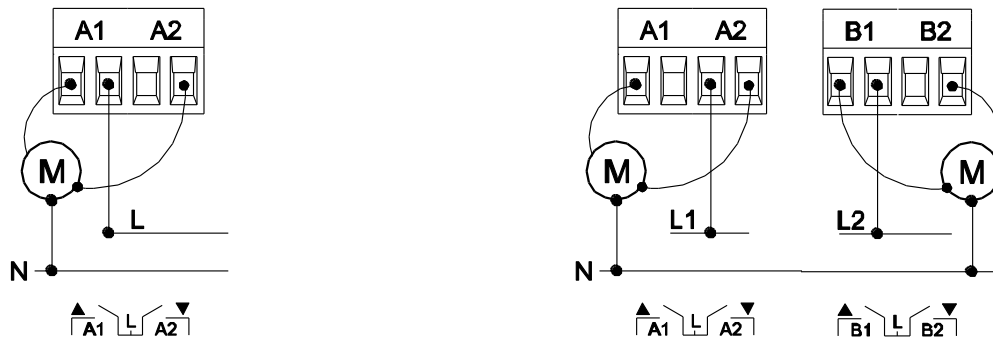 A1 A2 A1 A2 B1 B2
M M M
L L1 L2
N N
A1 L A2 A1 L A2 B1 L B2